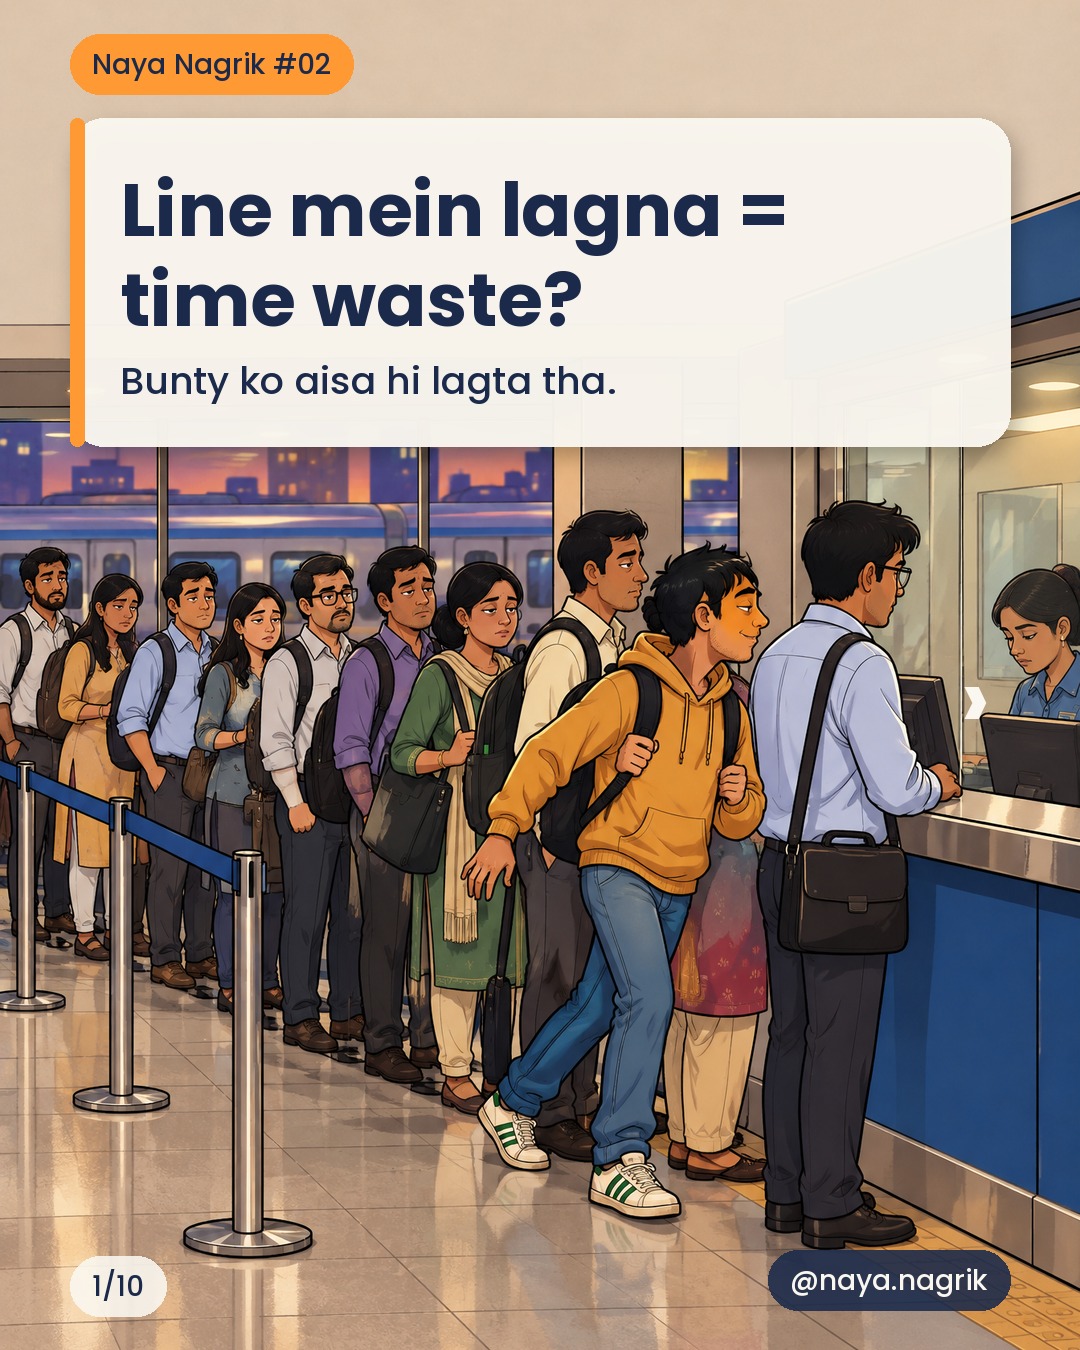 Naya Nagrik #02
Line mein lagna =
time waste?
Bunty ko aisa hi lagta tha.
1/10
@naya.nagrik